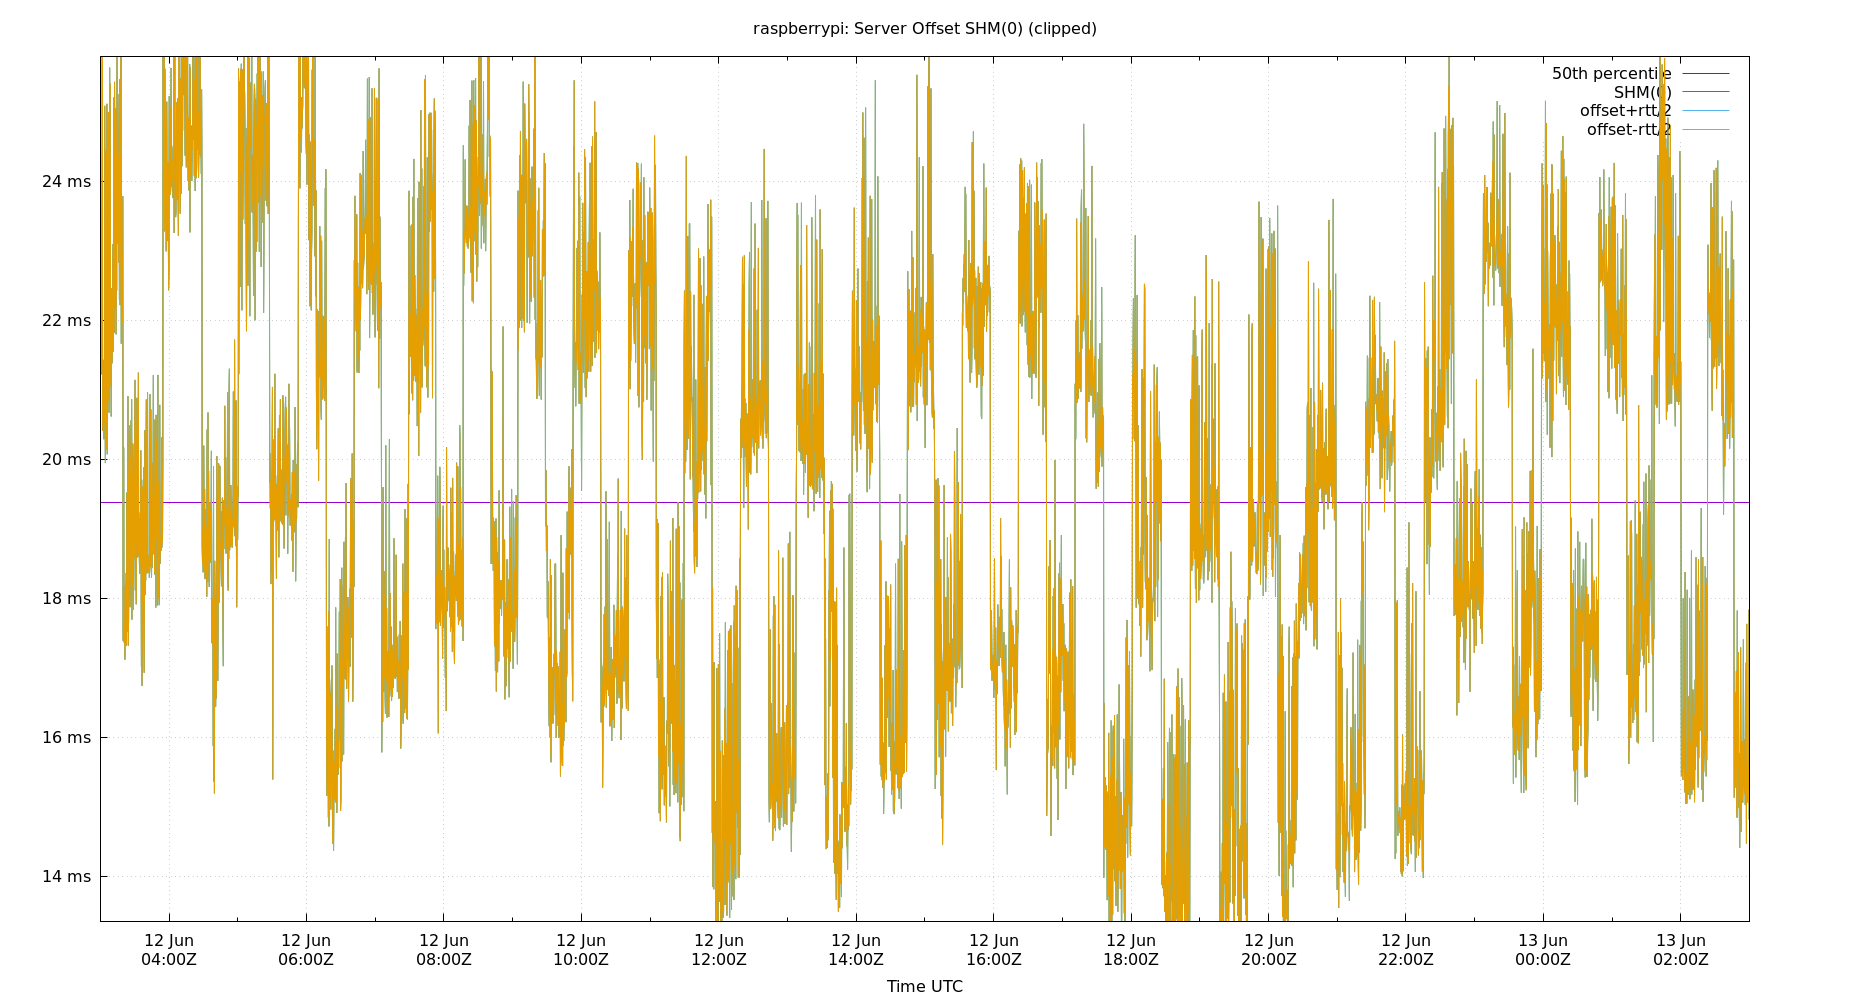 raspberrypi: Server Offset SHM(0) (clipped)
50th percentile
SHM(0)
offset+rtt/2
offset-rtt/2
24 ms
22 ms
20 ms
18 ms
16 ms
14 ms
12 Jun 12 Jun 12 Jun 12 Jun 12 Jun 12 Jun 12 Jun 12 Jun 12 Jun 12 Jun 13 Jun 13 Jun
04:00Z 06:00Z 08:00Z 10:00Z 12:00Z 14:00Z 16:00Z 18:00Z 20:00Z 22:00Z 00:00Z 02:00Z
Time UTC